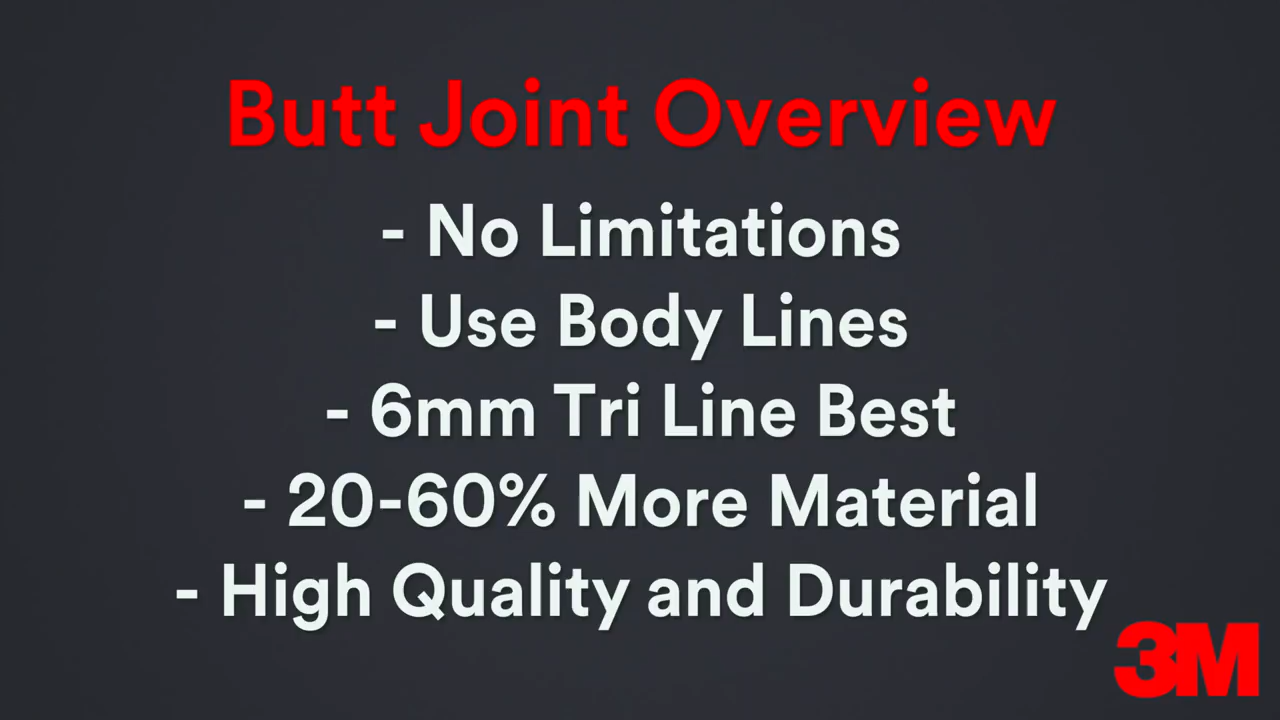 Butt Joint Overview
- No Limitations
- Use Body Lines
- 6mm Tri Line Best
- 20-60% More Material
- High Quality and Durability
3M